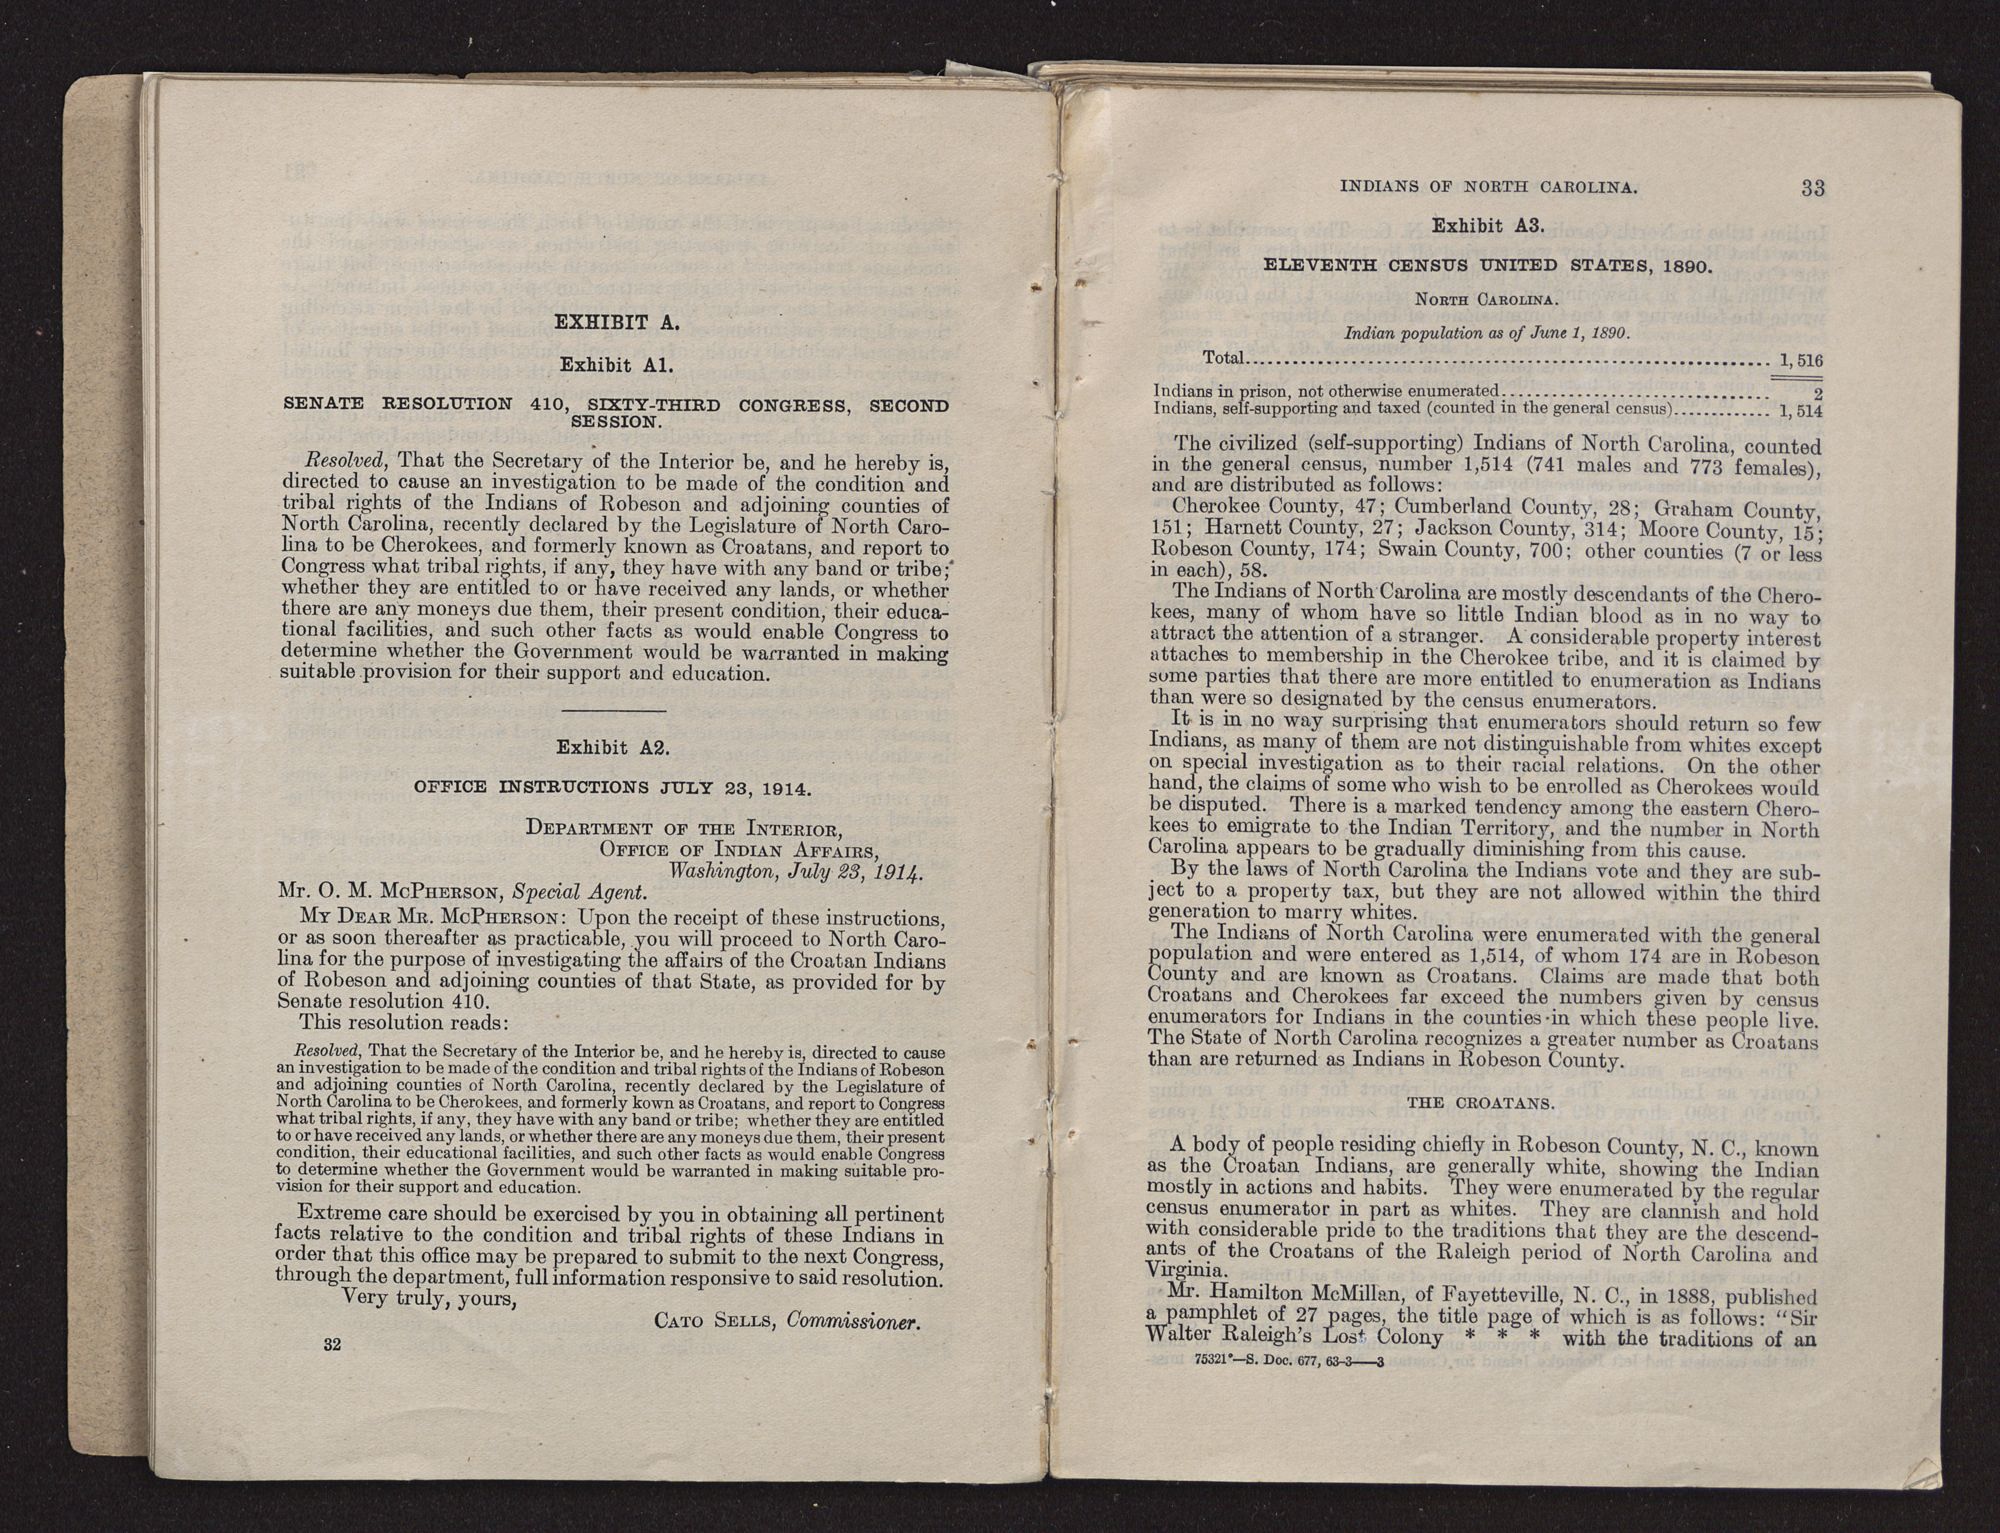 EXHIBIT A.
Exhibit A1.
SENATE RESOLUTION 410, SIXTY-THIRD CONGRESS, SECOND
SESSION.
Resolved, That the Secretary of the Interior be, and he hereby is,
directed to cause an investigation to be made of the condition and
tribal rights of the Indians of Robeson and adjoining counties of
North Carolina, recently declared by the Legislature of North Caro-
lina to be Cherokees, and formerly known as Croatans, and report to
Congress what tribal rights, if any, they have with any band or tribe;
whether they are entitled to or have received any lands, or whether
there are any moneys due them, their present condition, their educa-
tional facilities, and such other facts as would enable Congress to
determine whether the Government would be warranted in making
suitable provision for their support and education.
Exhibit A2.
OFFICE INSTRUCTIONS JULY 23, 1914.
DEPARTMENT OF THE INTERIOR,
OFFICE OF INDIAN AFFAIRS,
Washington, July 23, 1914.
Mr. O. M. MCPHERSON, Special Agent.
MY DEAR MR. MCPHERSON: Upon the receipt of these instructions,
or as soon thereafter as practicable, you will proceed to North Caro-
lina for the purpose of investigating the affairs of the Croatan Indians
of Robeson and adjoining counties of that State, as provided for by
Senate resolution 410.
This resolution reads:
Resolved, That the Secretary of the Interior be, and he hereby is, directed to cause
an investigation to be made of the condition and tribal rights of the Indians of Robeson
and adjoining counties of North Carolina, recently declared by the Legislature of
North Carolina to be Cherokees, and formerly kown as Croatans, and report to Congress
what tribal rights, if any, they have with any band or tribe; whether they are entitled
to or have received any lands, or whether there are any moneys due them, their present
condition, their educational facilities, and such other facts as would enable Congress
to determine whether the Government would be warranted in making suitable pro-
vision for their support and education.
Extreme care should be exercised by you in obtaining all pertinent
facts relative to the condition and tribal rights of these Indians in
order that this office may be prepared to submit to the next Congress,
through the department, full information responsive to said resolution.
Very truly, yours,
CATO SELLS, Commissioner.
32
INDIANS OF NORTH CAROLINA. 33
Exhibit A3.
ELEVENTH CENSUS UNITED STATES, 1890.
NORTH CAROLINA.
Indian population as of June 1, 1890.
Total........ 1,516
Indians in prison, not otherwise enumerated........ 2
Indians, self-supporting and taxed (counted in the general census)........ 1,514
The civilized (self-supporting) Indians of North Carolina, counted
in the general census, number 1,514 (741 males and 773 females),
and are distributed as follows:
Cherokee County, 47; Cumberland County, 28; Graham County,
151; Harnett County, 27; Jackson County, 314; Moore County, 15;
Robeson County, 174; Swain County, 700; other counties (7 or less
in each), 58.
The Indians of North Carolina are mostly descendants of the Chero-
kees, many of whom have so little Indian blood as in no way to
attract the attention of a stranger. A considerable property interest
attaches to membership in the Cherokee tribe, and it is claimed by
some parties that there are more entitled to enumeration as Indians
than were so designated by the census enumerators.
It is in no way surprising that enumerators should return so few
Indians, as many of them are not distinguishable from whites except
on special investigation as to their racial relations. On the other
hand, the claims of some who wish to be enrolled as Cherokees would
be disputed. There is a marked tendency among the eastern Chero-
kees to emigrate to the Indian Territory, and the number in North
Carolina appears to be gradually diminishing from this cause.
By the laws of North Carolina the Indians vote and they are sub-
ject to a property tax, but they are not allowed within the third
generation to marry whites.
The Indians of North Carolina were enumerated with the general
population and were entered as 1,514, of whom 174 are in Robeson
County and are known as Croatans. Claims are made that both
Croatans and Cherokees far exceed the numbers given by census
enumerators for Indians in the counties in which these people live.
The State of North Carolina recognizes a greater number as Croatans
than are returned as Indians in Robeson County.
THE CROATANS.
A body of people residing chiefly in Robeson County, N. C., known
as the Croatan Indians, are generally white, showing the Indian
mostly in actions and habits. They were enumerated by the regular
census enumerator in part as whites. They are clannish and hold
with considerable pride to the traditions that they are the descend-
ants of the Croatans of the Raleigh period of North Carolina and
Virginia.
Mr. Hamilton McMillan, of Fayetteville, N. C., in 1888, published
a pamphlet of 27 pages, the title page of which is as follows: "Sir
Walter Raleigh's Lost Colony * * * with the traditions of an
75321°—S. Doc. 677, 63-3——3